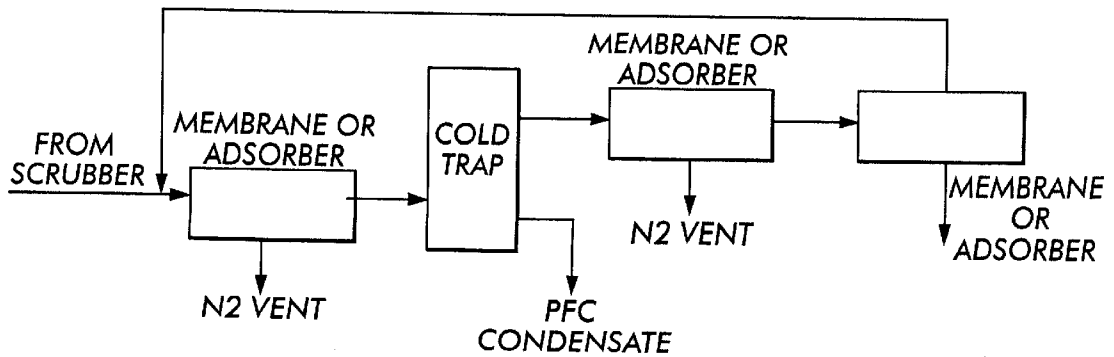 FROM
SCRUBBER
MEMBRANE OR
ADSORBER
N2 VENT
COLD
TRAP
PFC
CONDENSATE
MEMBRANE OR
ADSORBER
N2 VENT
MEMBRANE
OR
ADSORBER